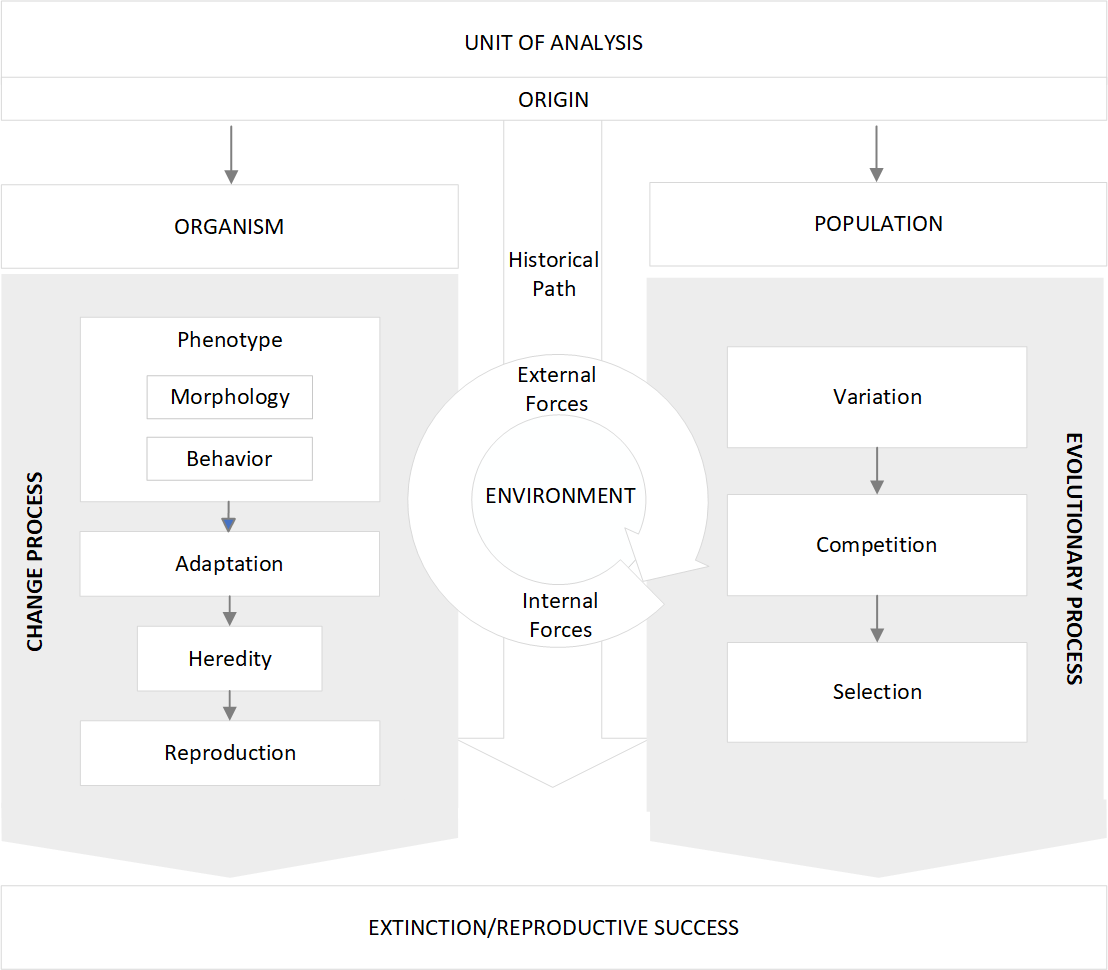 UNIT OF ANALYSIS
ORIGIN
ORGANISM
POPULATION
Historical
Path
Phenotype
Morphology
Behavior
Adaptation
Heredity
Reproduction
CHANGE PROCESS
External
Forces
ENVIRONMENT
Internal
Forces
Variation
Competition
Selection
EVOLUTIONARY PROCESS
EXTINCTION/REPRODUCTIVE SUCCESS